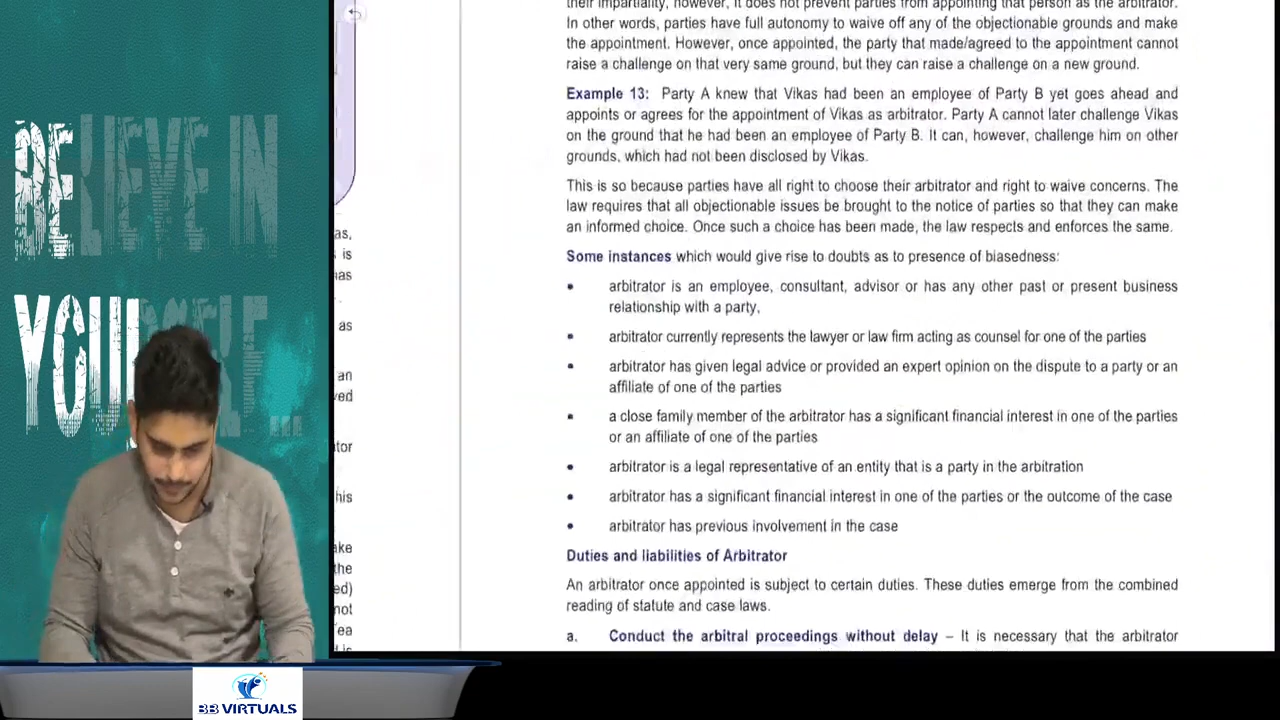 BELIEVE IN
YOURSELF...
as,
is
has
as
an
ved
tor
his
ake
the
ed)
not
ea
is
their impartiality, however, it does not prevent parties from appointing that person as the arbitrator.
In other words, parties have full autonomy to waive off any of the objectionable grounds and make
the appointment. However, once appointed, the party that made/agreed to the appointment cannot
raise a challenge on that very same ground, but they can raise a challenge on a new ground.
Example 13: Party A knew that Vikas had been an employee of Party B yet goes ahead and
appoints or agrees for the appointment of Vikas as arbitrator. Party A cannot later challenge Vikas
on the ground that he had been an employee of Party B. It can, however, challenge him on other
grounds, which had not been disclosed by Vikas.
This is so because parties have all right to choose their arbitrator and right to waive concerns. The
law requires that all objectionable issues be brought to the notice of parties so that they can make
an informed choice. Once such a choice has been made, the law respects and enforces the same.
Some instances which would give rise to doubts as to presence of biasedness:
• arbitrator is an employee, consultant, advisor or has any other past or present business
relationship with a party,
• arbitrator currently represents the lawyer or law firm acting as counsel for one of the parties
• arbitrator has given legal advice or provided an expert opinion on the dispute to a party or an
affiliate of one of the parties
• a close family member of the arbitrator has a significant financial interest in one of the parties
or an affiliate of one of the parties
• arbitrator is a legal representative of an entity that is a party in the arbitration
• arbitrator has a significant financial interest in one of the parties or the outcome of the case
• arbitrator has previous involvement in the case
Duties and liabilities of Arbitrator
An arbitrator once appointed is subject to certain duties. These duties emerge from the combined
reading of statute and case laws.
a. Conduct the arbitral proceedings without delay – It is necessary that the arbitrator
BB VIRTUALS